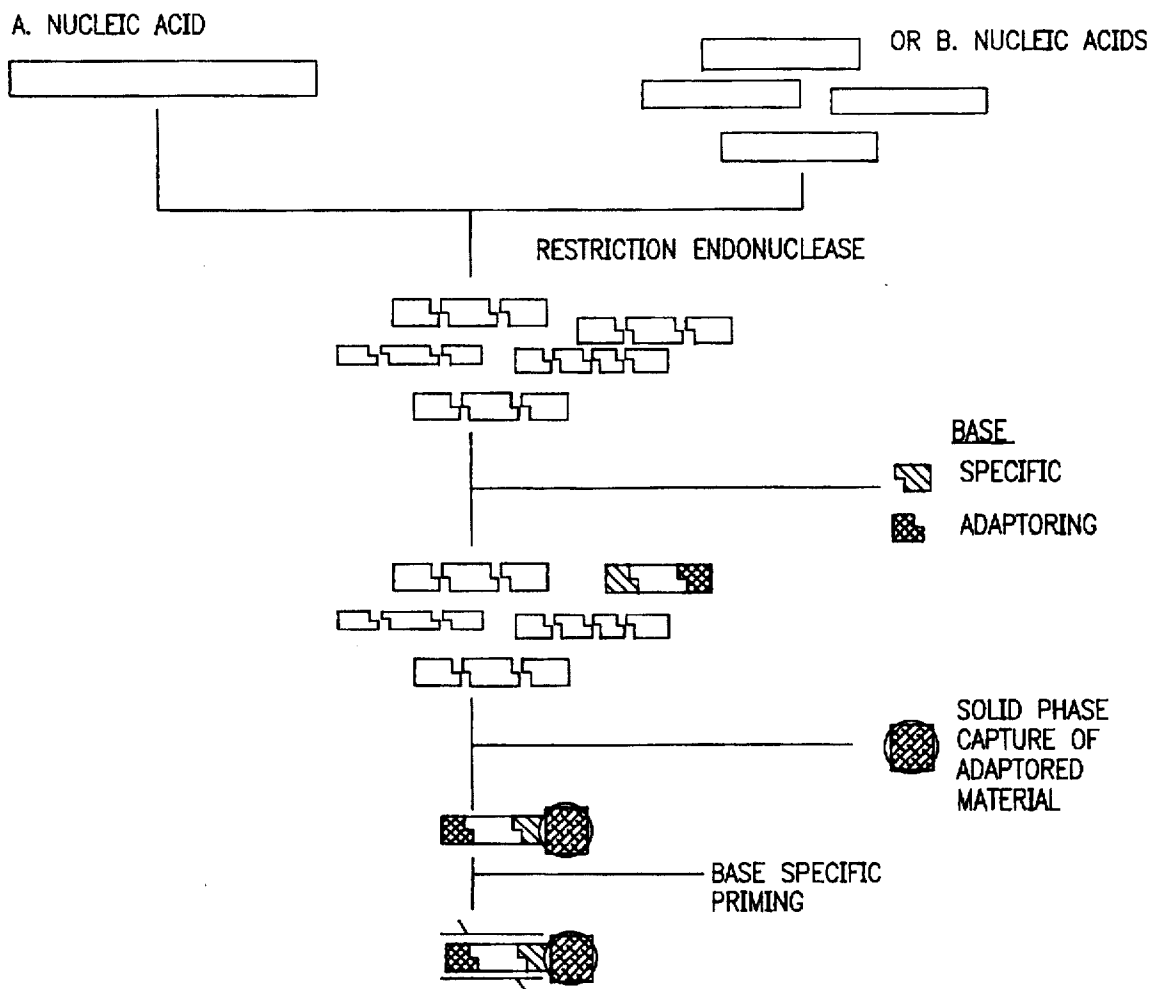 A. NUCLEIC ACID
OR B. NUCLEIC ACIDS
RESTRICTION ENDONUCLEASE
BASE
SPECIFIC
ADAPTORING
SOLID PHASE
CAPTURE OF
ADAPTORED
MATERIAL
BASE SPECIFIC
PRIMING